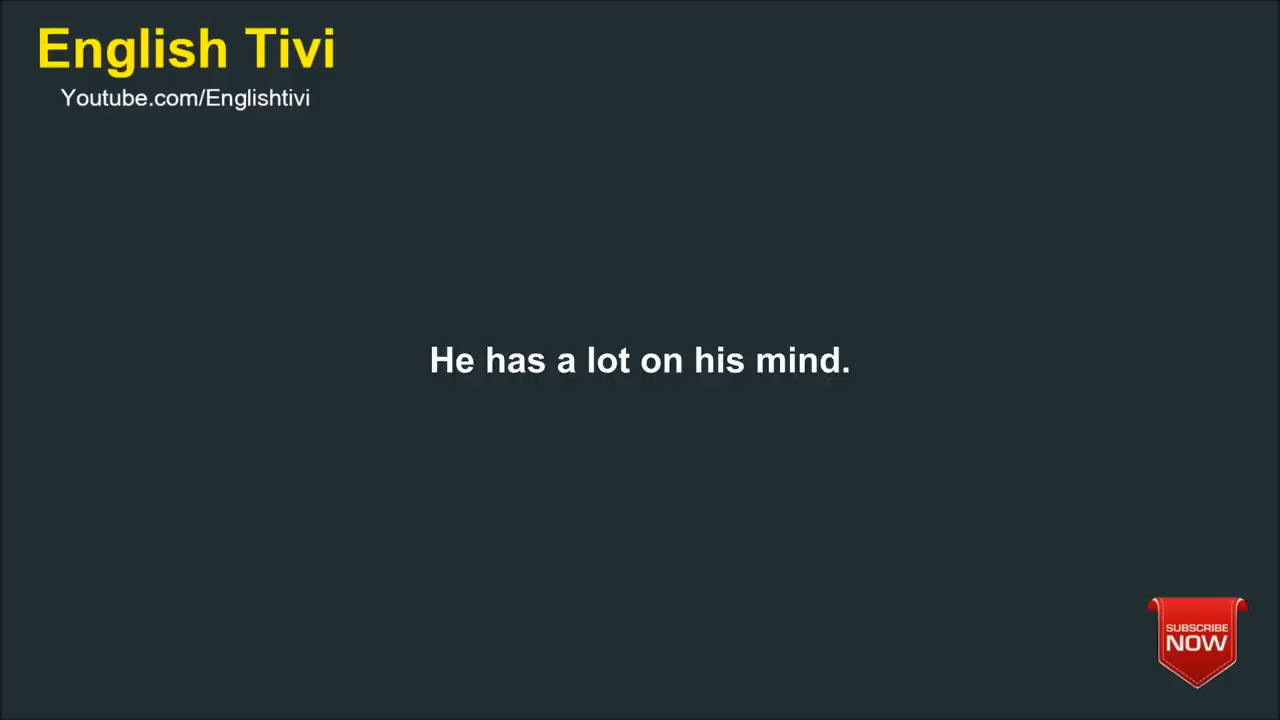 English Tivi
Youtube.com/Englishtivi
He has a lot on his mind.
SUBSCRIBE
NOW